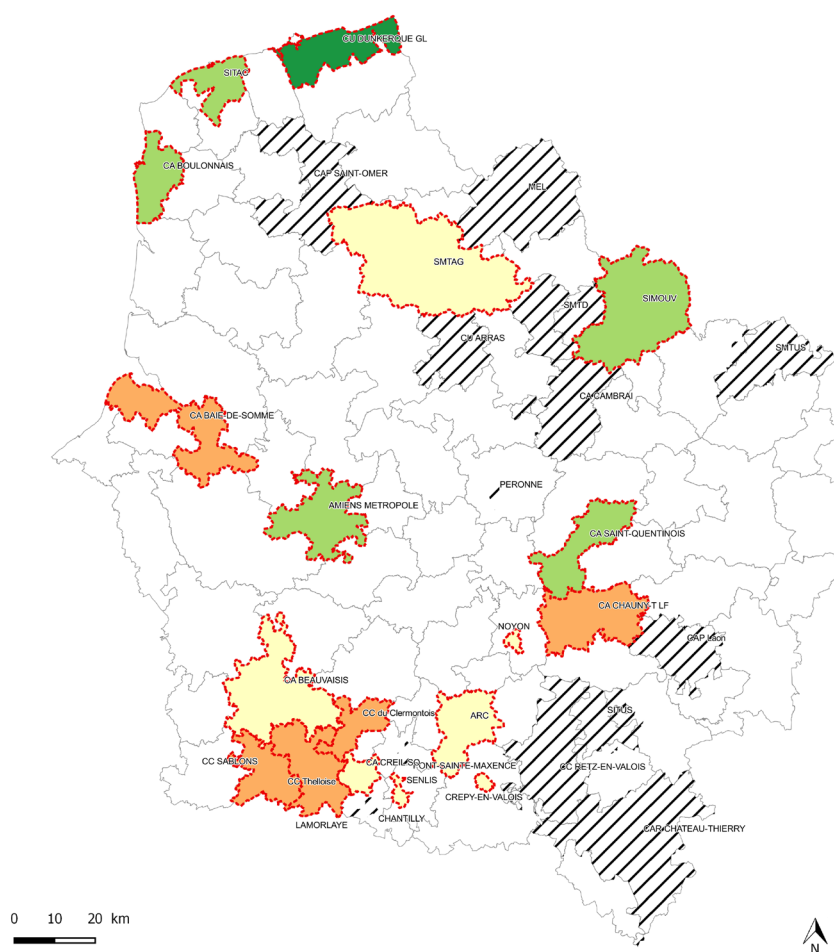 CU DUNKERQUE GL
SITAC
CA BOULONNAIS
CAP SAINT-OMER
MEL
SMTAG
SIMOUV
SMTD
CU ARRAS
SMTUS
CA CAMBRAI
CA BAIE-DE-SOMME
PERONNE
AMIENS METROPOLE
CA SAINT-QUENTINOIS
CA CHAUNY-T LF
NOYON
CAP Laon
CA BEAUVAISIS
CC du Clermontois
ARC
SITUS
CC SABLONS
CA CREIL SO
PONT-SAINTE-MAXENCE
CC RETZ-EN-VALOIS
CC Thelloise
SENLIS
CREPY-EN-VALOIS
LAMORLAYE
CHANTILLY
CAR CHATEAU-THIERRY
0 10 20 km
N